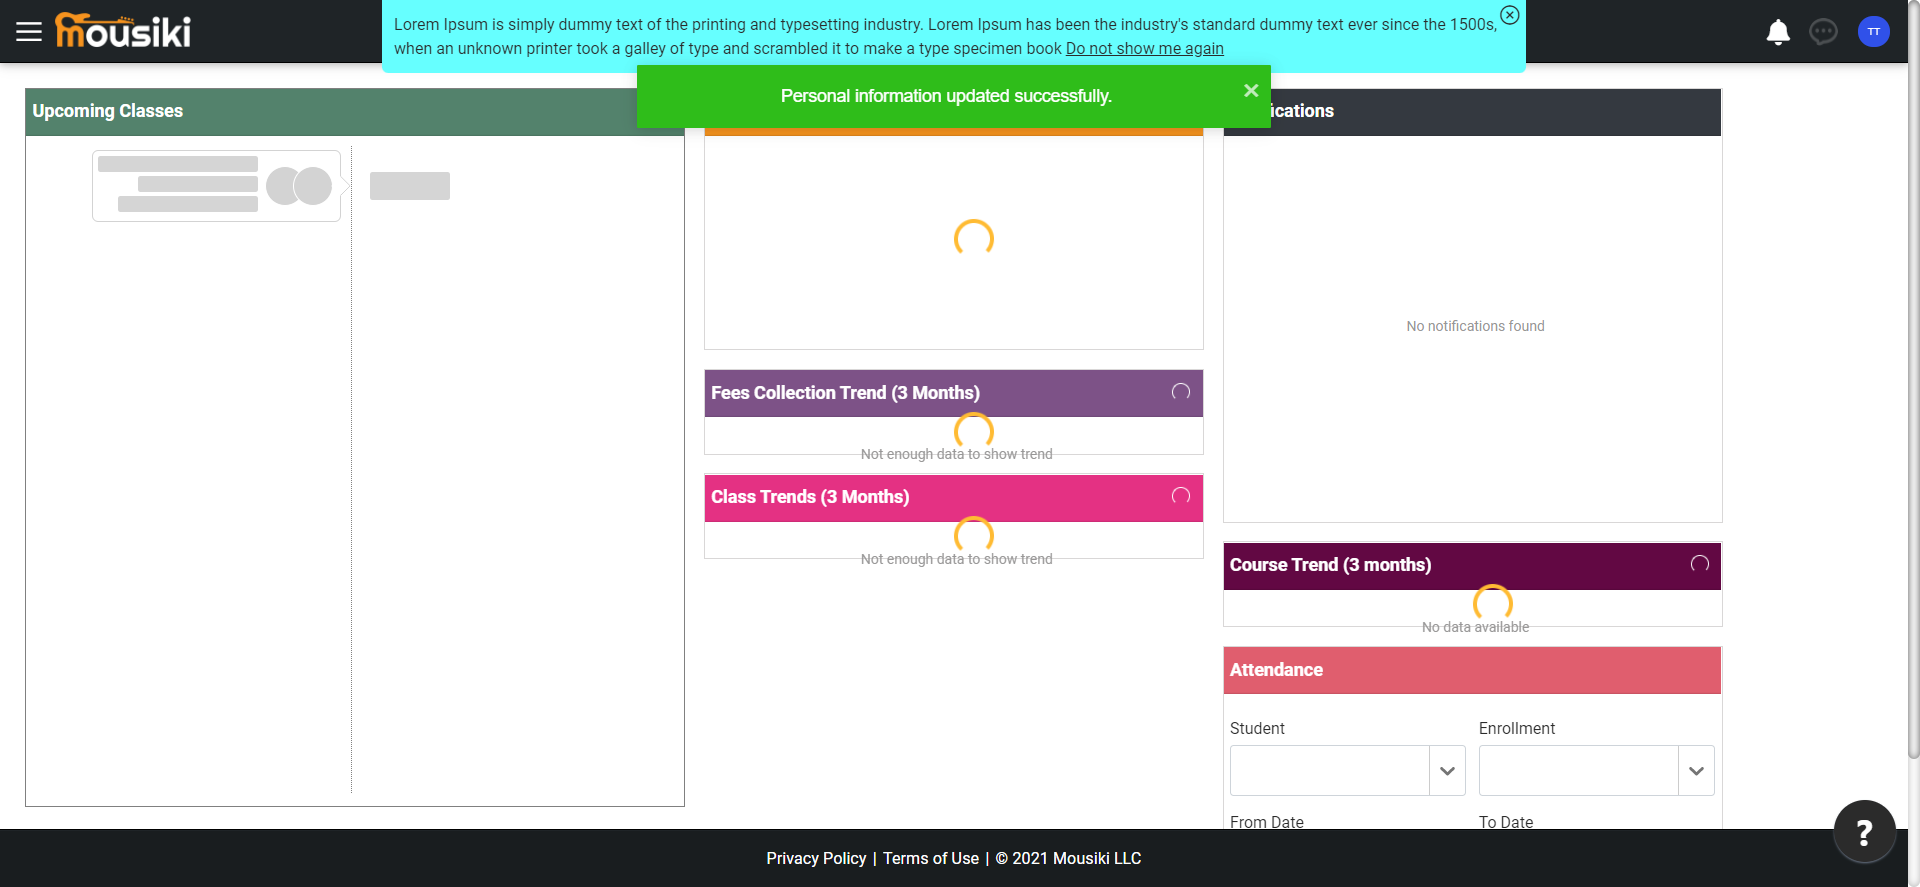 mousiki
Lorem Ipsum is simply dummy text of the printing and typesetting industry. Lorem Ipsum has been the industry's standard dummy text ever since the 1500s,
when an unknown printer took a galley of type and scrambled it to make a type specimen book Do not show me again
TT
Personal information updated successfully.
Upcoming Classes
ications
No notifications found
Fees Collection Trend (3 Months)
Not enough data to show trend
Class Trends (3 Months)
Not enough data to show trend
Course Trend (3 months)
No data available
Attendance
Student
Enrollment
From Date
To Date
?
Privacy Policy | Terms of Use | © 2021 Mousiki LLC